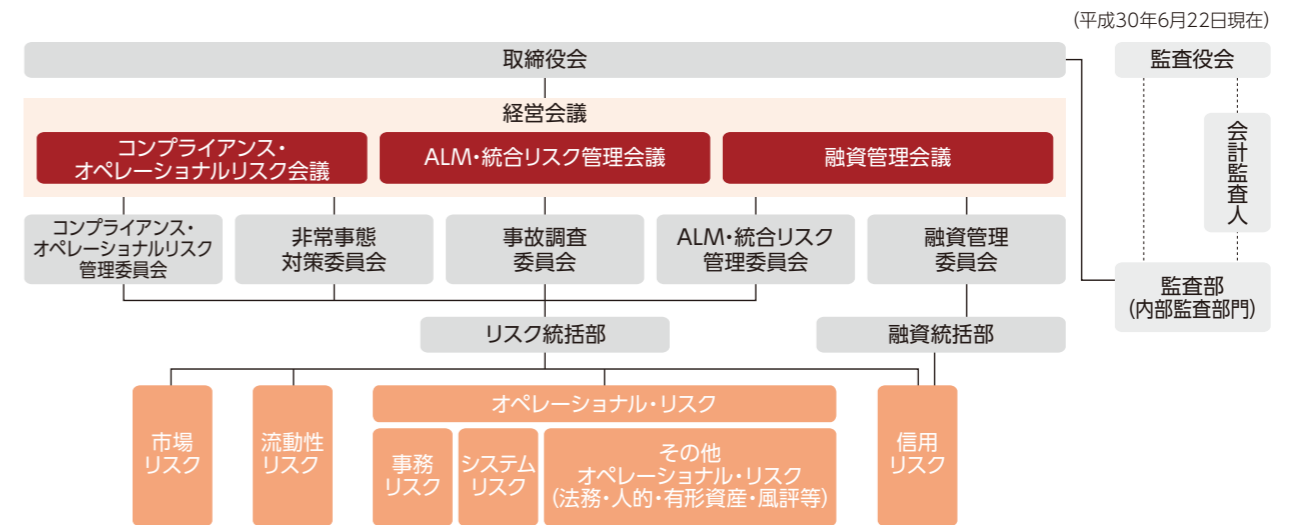 (平成30年6月22日現在)
取締役会
監査役会
経営会議
コンプライアンス・
オペレーショナルリスク会議
ALM・統合リスク管理会議
融資管理会議
会計監査人
コンプライアンス・
オペレーショナルリスク
管理委員会
非常事態
対策委員会
事故調査
委員会
ALM・統合リスク
管理委員会
融資管理
委員会
監査部
(内部監査部門)
リスク統括部
融資統括部
オペレーショナル・リスク
市場
リスク
流動性
リスク
事務
リスク
システム
リスク
その他
オペレーショナル・リスク
(法務・人的・有形資産・風評等)
信用
リスク